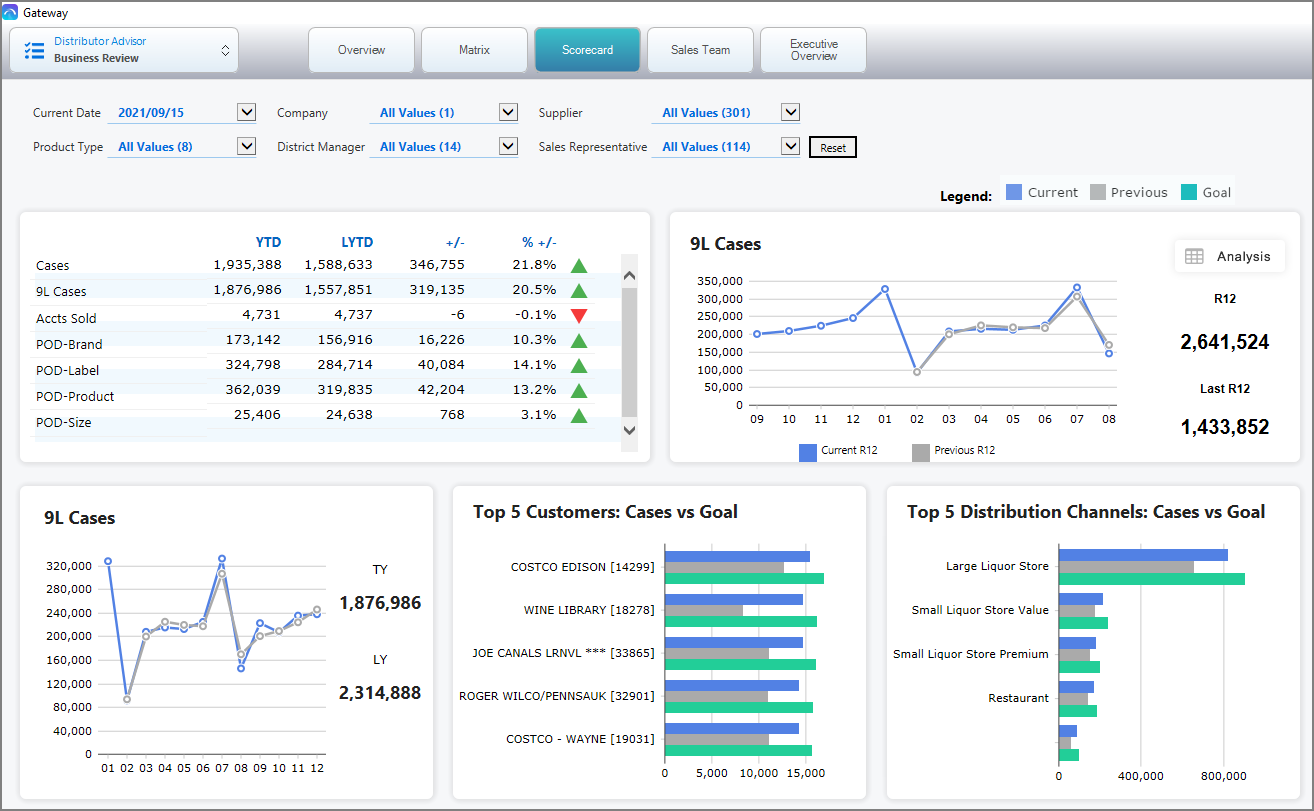 Gateway
Distributor Advisor
Business Review
Overview
Matrix
Scorecard
Sales Team
Executive
Overview
Current Date 2021/09/15 Company All Values (1) Supplier All Values (301)
Product Type All Values (8) District Manager All Values (14) Sales Representative All Values (114) Reset
Legend: Current Previous Goal
YTD LYTD +/- % +/-
Cases 1,935,388 1,588,633 346,755 21.8%
9L Cases 1,876,986 1,557,851 319,135 20.5%
Accts Sold 4,731 4,737 -6 -0.1%
POD-Brand 173,142 156,916 16,226 10.3%
POD-Label 324,798 284,714 40,084 14.1%
POD-Product 362,039 319,835 42,204 13.2%
POD-Size 25,406 24,638 768 3.1%
9L Cases
Analysis
350,000
300,000
250,000
200,000
150,000
100,000
50,000
0
09 10 11 12 01 02 03 04 05 06 07 08
Current R12 Previous R12
R12
2,641,524
Last R12
1,433,852
9L Cases
320,000
280,000
240,000
200,000
160,000
120,000
80,000
40,000
0
01 02 03 04 05 06 07 08 09 10 11 12
TY
1,876,986
LY
2,314,888
Top 5 Customers: Cases vs Goal
COSTCO EDISON [14299]
WINE LIBRARY [18278]
JOE CANALS LRNVL *** [33865]
ROGER WILCO/PENNSAUK [32901]
COSTCO - WAYNE [19031]
0 5,000 10,000 15,000
Top 5 Distribution Channels: Cases vs Goal
Large Liquor Store
Small Liquor Store Value
Small Liquor Store Premium
Restaurant
0 400,000 800,000